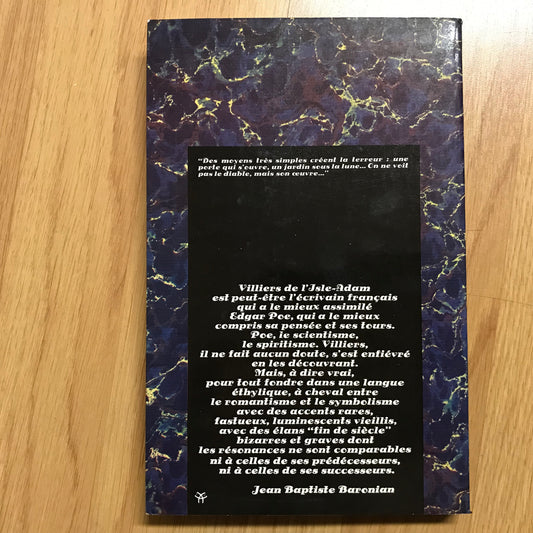 “Des moyens très simples créent la terreur : une
porte qui s'ouvre, un jardin sous la lune... On ne voit
pas le diable, mais son œuvre...”
Villiers de l'Isle-Adam
est peut-être l'écrivain français
qui a le mieux assimilé
Edgar Poe, qui a le mieux
compris sa pensée et ses tours.
Poe, le scientisme,
le spiritisme. Villiers,
il ne fait aucun doute, s'est enfiévré
en les découvrant.
Mais, à dire vrai,
pour tout fondre dans une langue
éthylique, à cheval entre
le romantisme et le symbolisme
avec des accents rares,
fastueux, luminescents vieillis,
avec des élans “fin de siècle”
bizarres et graves dont
les résonances ne sont comparables
ni à celles de ses prédécesseurs,
ni à celles de ses successeurs.
Jean Baptiste Baronian